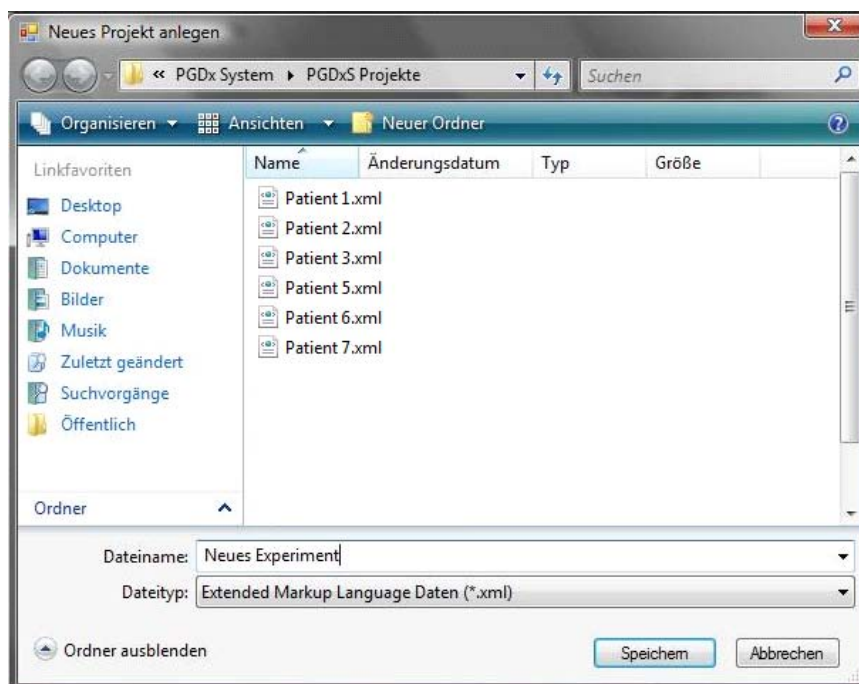 Neues Projekt anlegen
« PGDx System ▸ PGDxS Projekte
Suchen
Organisieren Ansichten Neuer Ordner
Linkfavoriten
Desktop
Computer
Dokumente
Bilder
Musik
Zuletzt geändert
Suchvorgänge
Öffentlich
Ordner
Name Änderungsdatum Typ Größe
Patient 1.xml
Patient 2.xml
Patient 3.xml
Patient 5.xml
Patient 6.xml
Patient 7.xml
Dateiname: Neues Experiment
Dateityp: Extended Markup Language Daten (*.xml)
Ordner ausblenden
Speichern Abbrechen